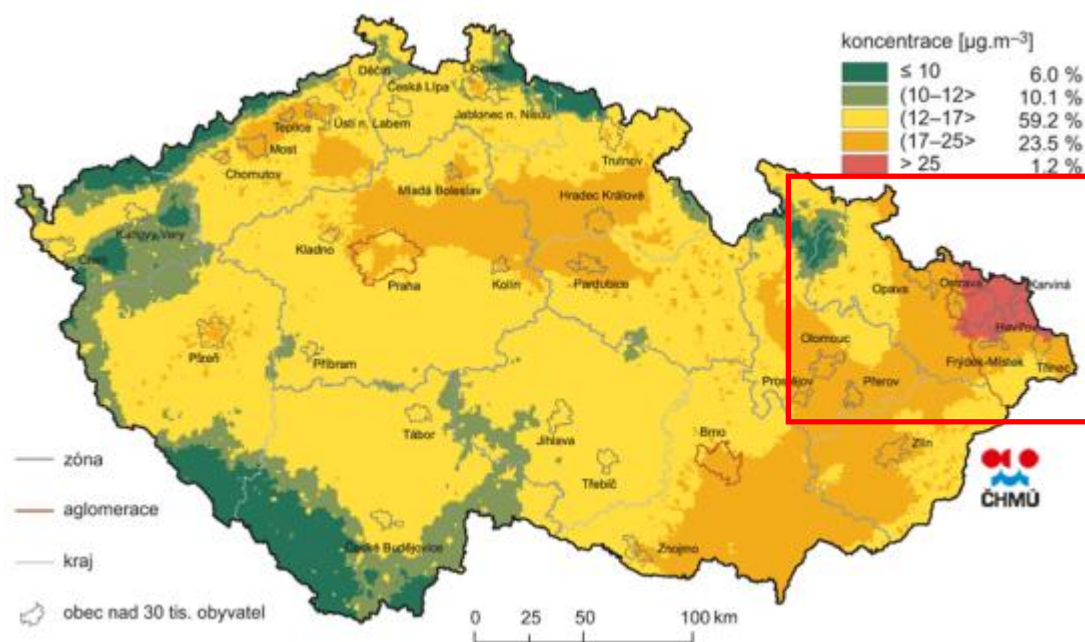 koncentrace [µg.m⁻³]
≤ 10 6.0 %
(10–12> 10.1 %
(12–17> 59.2 %
(17–25> 23.5 %
> 25 1.2 %
Děčín
Liberec
Česká Lípa
Teplice
Ústí n. Labem
Jablonec n. Nisou
Most
Trutnov
Chomutov
Mladá Boleslav
Hradec Králové
Karlovy Vary
Cheb
Kladno
Praha
Kolín
Pardubice
Opava
Ostrava
Karviná
Havířov
Plzeň
Příbram
Olomouc
Frýdek-Místek
Třinec
Prostějov
Přerov
Tábor
Jihlava
Brno
Zlín
Třebíč
ČHMÚ
zóna
aglomerace
kraj
České Budějovice
Znojmo
obec nad 30 tis. obyvatel
0 25 50 100 km